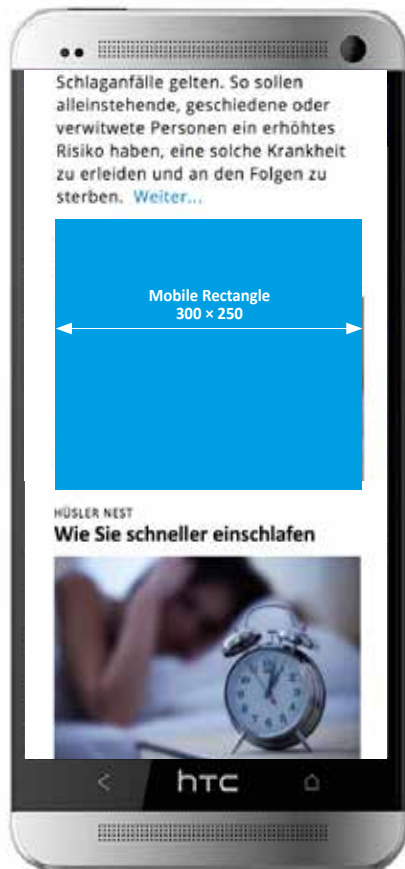 Schlaganfälle gelten. So sollen
alleinstehende, geschiedene oder
verwitwete Personen ein erhöhtes
Risiko haben, eine solche Krankheit
zu erleiden und an den Folgen zu
sterben. Weiter...
Mobile Rectangle
300 × 250
HÜSLER NEST
Wie Sie schneller einschlafen
hTC